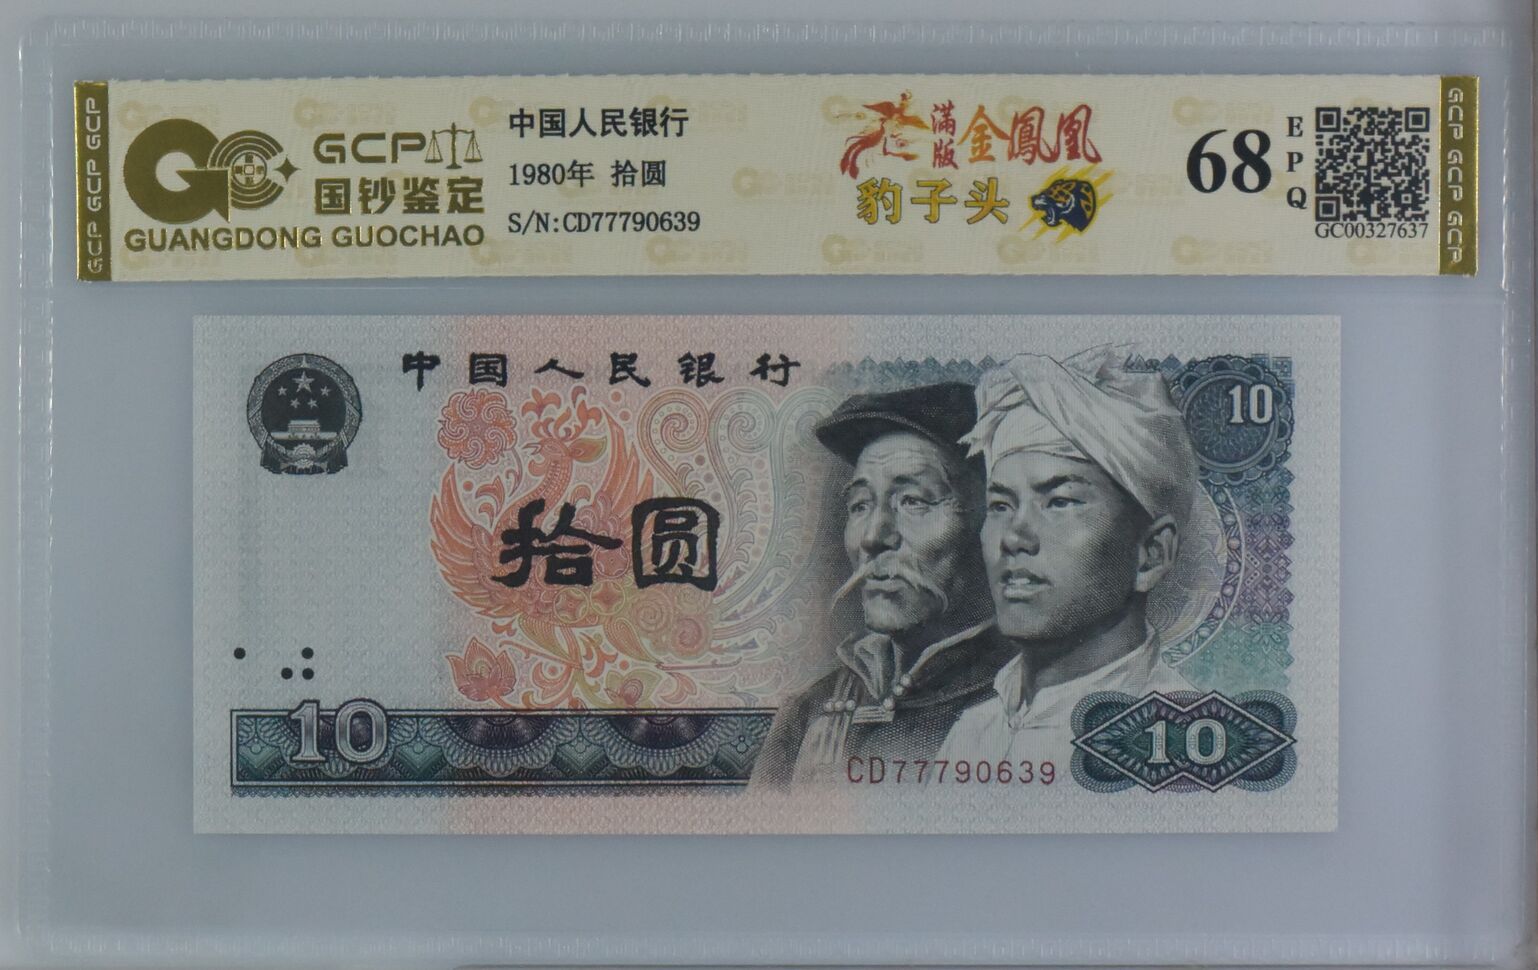 GCP GCP GCP
GCP
国钞鉴定
GUANGDONG GUOCHAO
中国人民银行
1980年 拾圆
S/N:CD77790639
满版金鳳凰
豹子头
68
EPQ
GC00327637
GCP GCP GCP
中国人民银行
10
拾圆
10
CD77790639
10